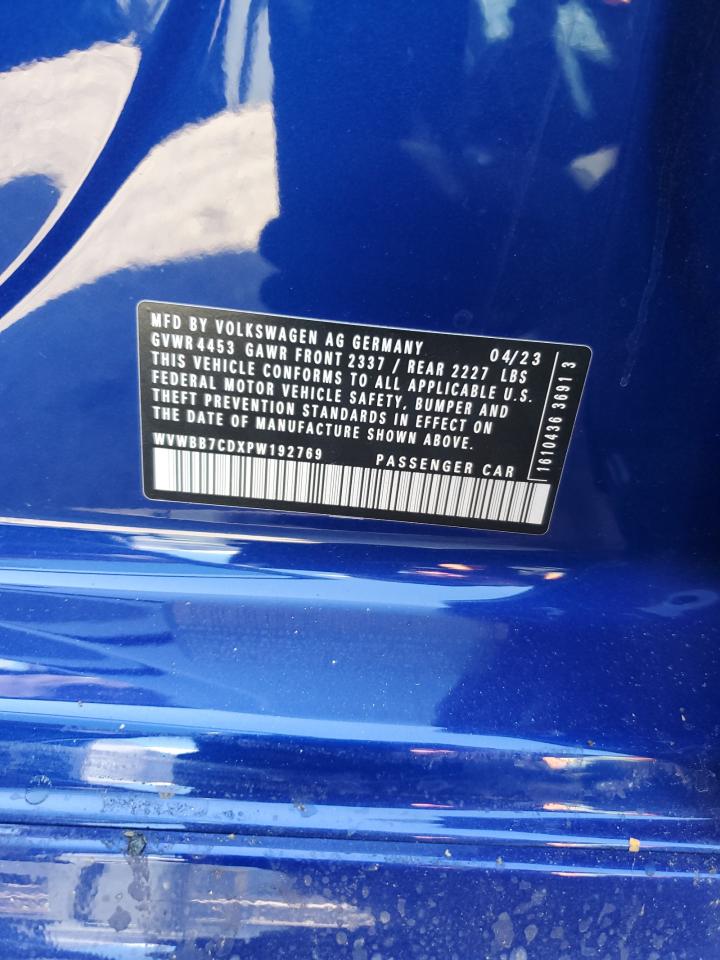 MFD BY VOLKSWAGEN AG GERMANY 04/23
GVWR 4453 GAWR FRONT 2337 / REAR 2227 LBS
THIS VEHICLE CONFORMS TO ALL APPLICABLE U.S.
FEDERAL MOTOR VEHICLE SAFETY, BUMPER AND
THEFT PREVENTION STANDARDS IN EFFECT ON
THE DATE OF MANUFACTURE SHOWN ABOVE.
WVWBB7CDXPW192769 PASSENGER CAR
1610436 3691 3